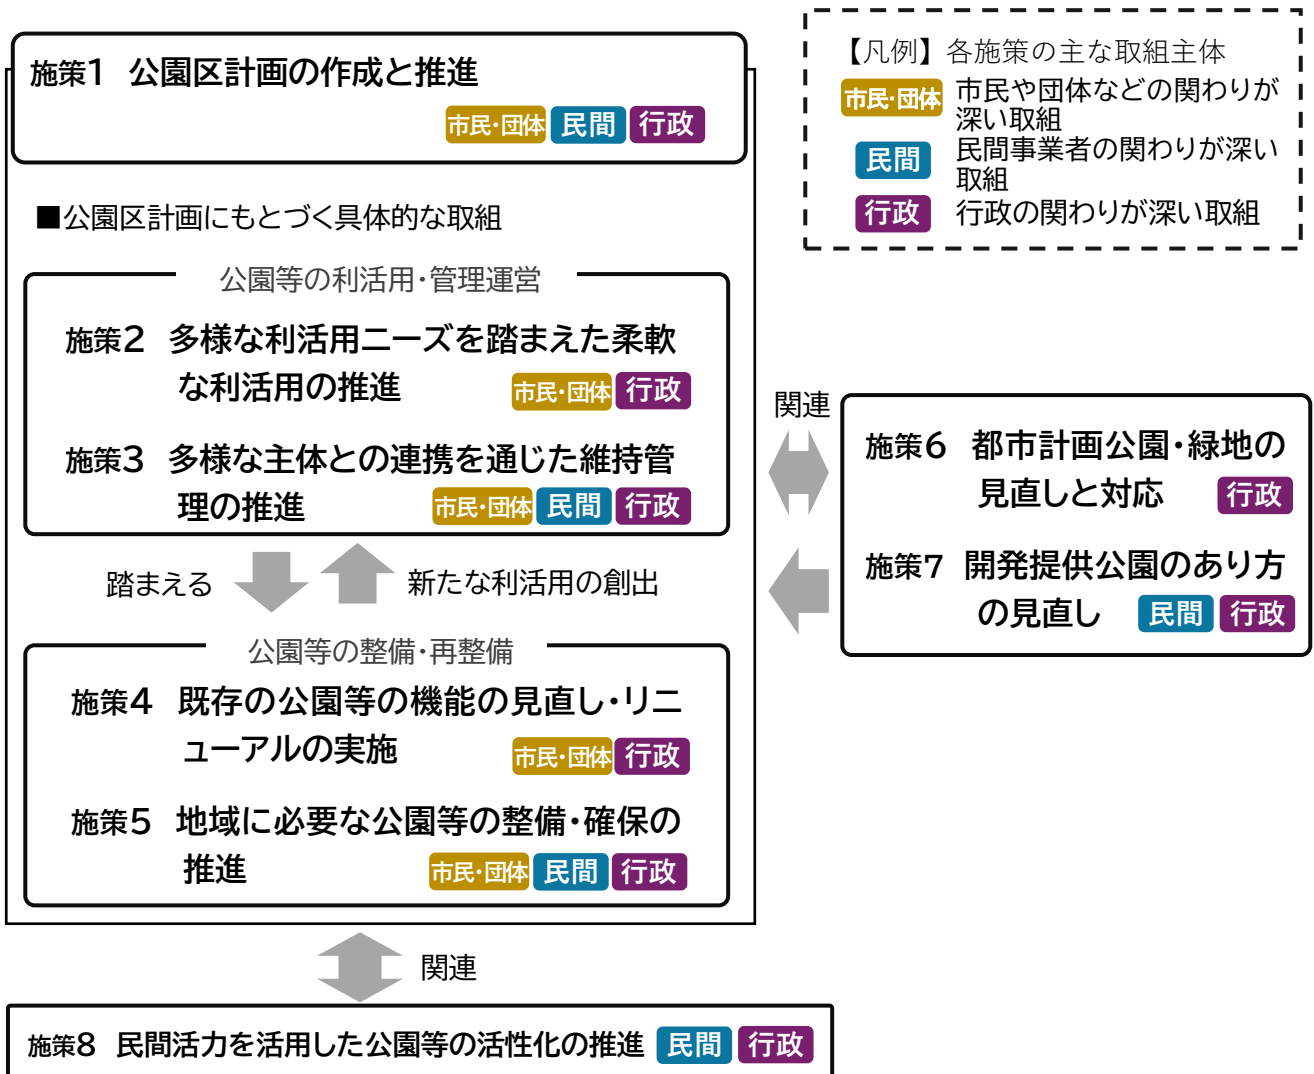 施策1 公園区計画の作成と推進
市民・団体 民間 行政
【凡例】各施策の主な取組主体
市民・団体 市民や団体などの関わりが
深い取組
民間 民間事業者の関わりが深い
取組
行政 行政の関わりが深い取組
■公園区計画にもとづく具体的な取組
公園等の利活用・管理運営
施策2 多様な利活用ニーズを踏まえた柔軟
な利活用の推進 市民・団体 行政
施策3 多様な主体との連携を通じた維持管
理の推進 市民・団体 民間 行政
踏まえる 新たな利活用の創出
公園等の整備・再整備
施策4 既存の公園等の機能の見直し・リニ
ューアルの実施 市民・団体 行政
施策5 地域に必要な公園等の整備・確保の
推進 市民・団体 民間 行政
関連
施策6 都市計画公園・緑地の
見直しと対応 行政
施策7 開発提供公園のあり方
の見直し 民間 行政
関連
施策8 民間活力を活用した公園等の活性化の推進 民間 行政